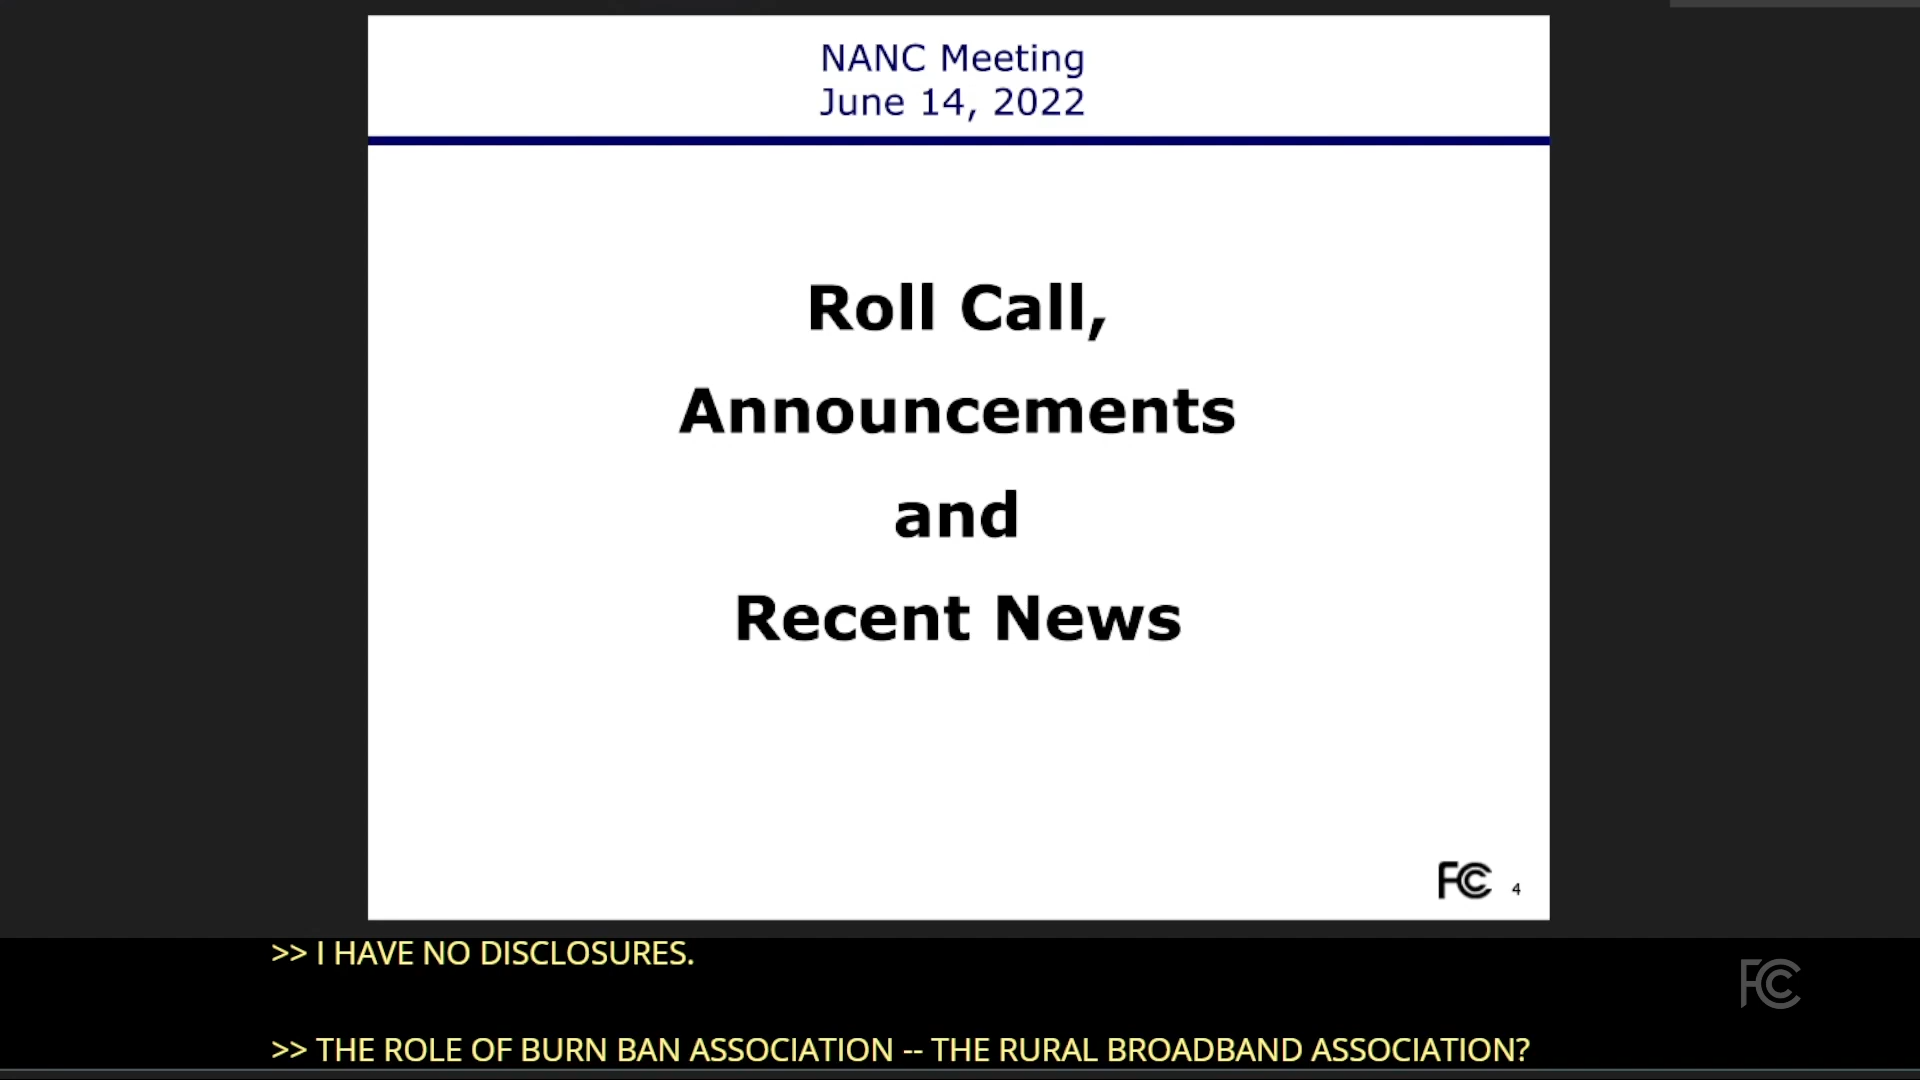 NANC Meeting
June 14, 2022
Roll Call,
Announcements
and
Recent News
FCC 4
>> I HAVE NO DISCLOSURES.
FCC
>> THE ROLE OF BURN BAN ASSOCIATION -- THE RURAL BROADBAND ASSOCIATION?